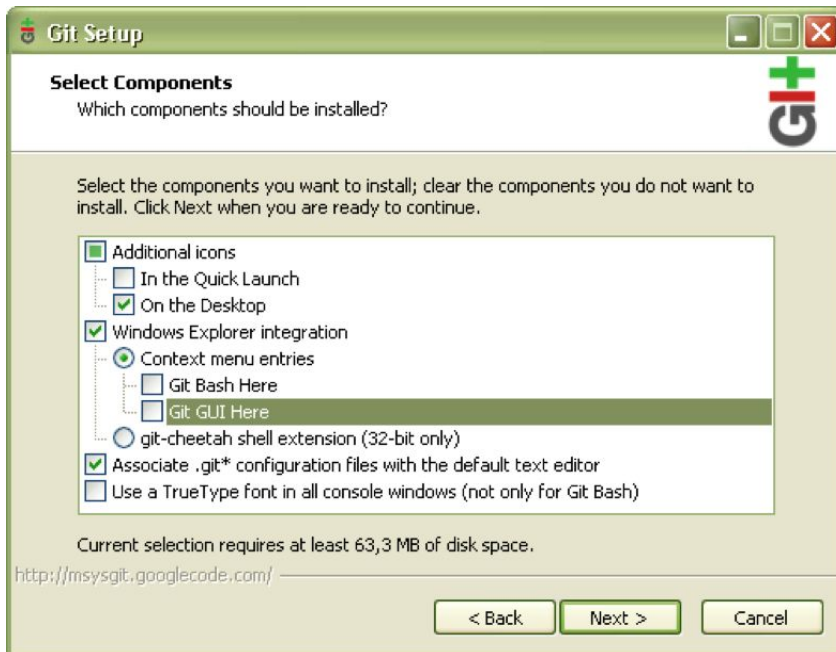 Git Setup
Select Components
Which components should be installed?
GIT
Select the components you want to install; clear the components you do not want to
install. Click Next when you are ready to continue.
Additional icons
In the Quick Launch
On the Desktop
Windows Explorer integration
Context menu entries
Git Bash Here
Git GUI Here
git-cheetah shell extension (32-bit only)
Associate .git* configuration files with the default text editor
Use a TrueType font in all console windows (not only for Git Bash)
Current selection requires at least 63,3 MB of disk space.
http://msysgit.googlecode.com/
< Back
Next >
Cancel